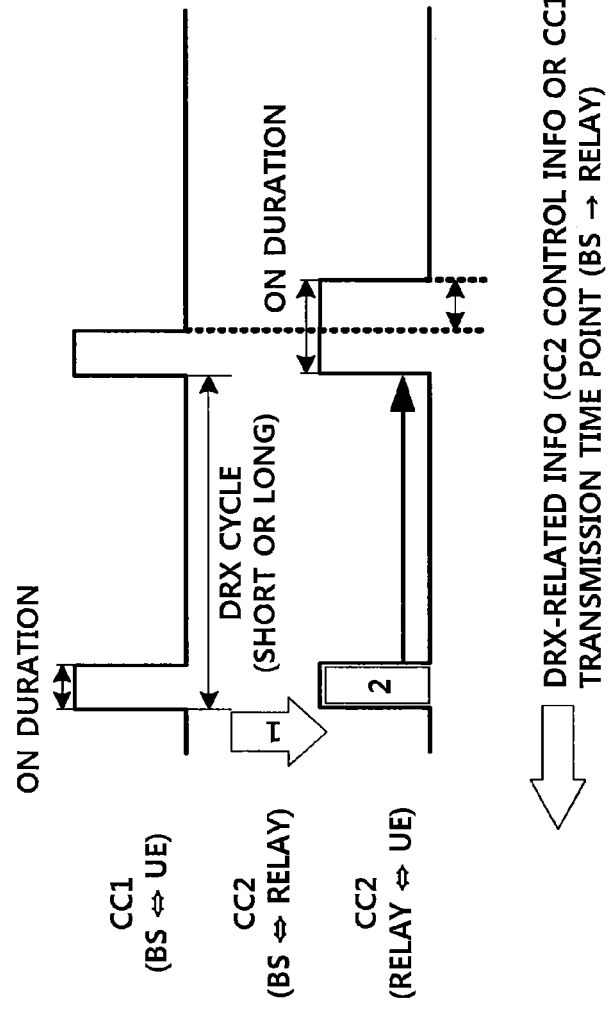 ON DURATION
CC1
(BS ⇔ UE)
DRX CYCLE
(SHORT OR LONG)
ON DURATION
CC2
(BS ⇔ RELAY)
1
CC2
(RELAY ⇔ UE)
2
DRX-RELATED INFO (CC2 CONTROL INFO OR CC1
TRANSMISSION TIME POINT (BS → RELAY)